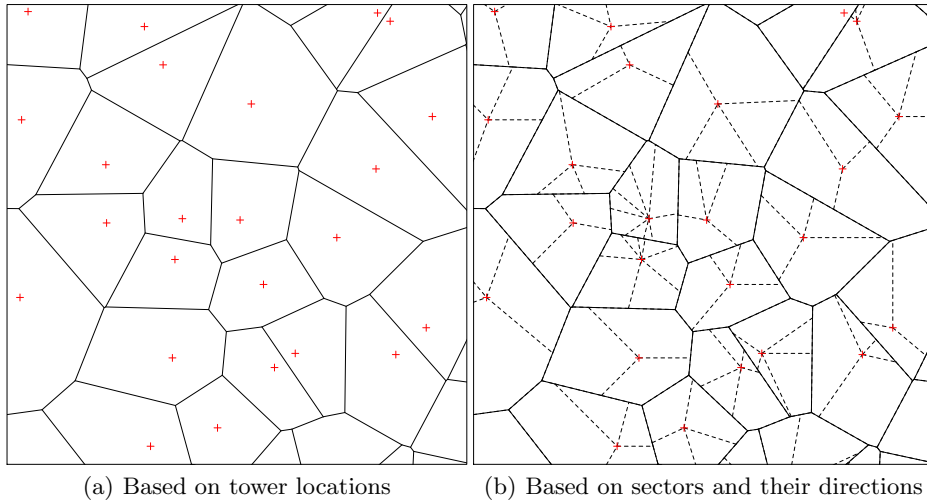 (a) Based on tower locations
(b) Based on sectors and their directions